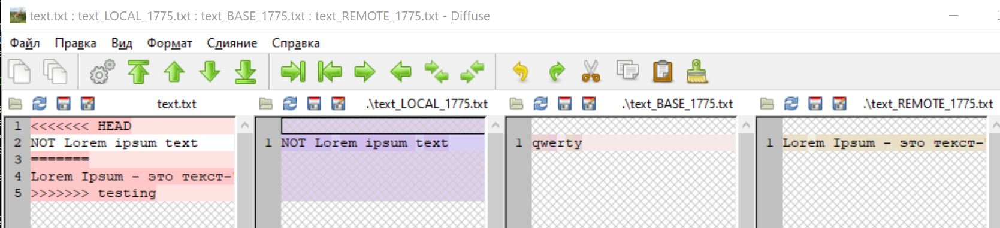 text.txt : text_LOCAL_1775.txt : text_BASE_1775.txt : text_REMOTE_1775.txt - Diffuse
Файл Правка Вид Формат Слияние Справка
text.txt
.\text_LOCAL_1775.txt
.\text_BASE_1775.txt
.\text_REMOTE_1775.txt
1 <<<<<<< HEAD
2 NOT Lorem ipsum text
3 =======
4 Lorem Ipsum - это текст-
5 >>>>>>> testing
1 NOT Lorem ipsum text
1 qwerty
1 Lorem Ipsum - это текст-